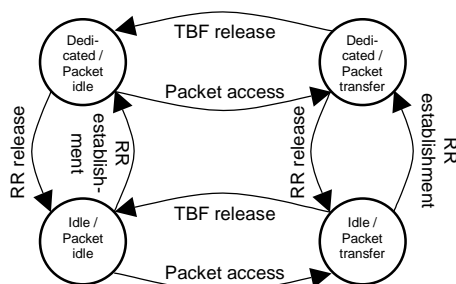 TBF release
Dedi-
cated /
Packet
idle
Dedi-
cated /
Packet
transfer
Packet access
RR release
RR
establish-
ment
RR release
RR
establishment
Idle /
Packet
idle
TBF release
Idle /
Packet
transfer
Packet access